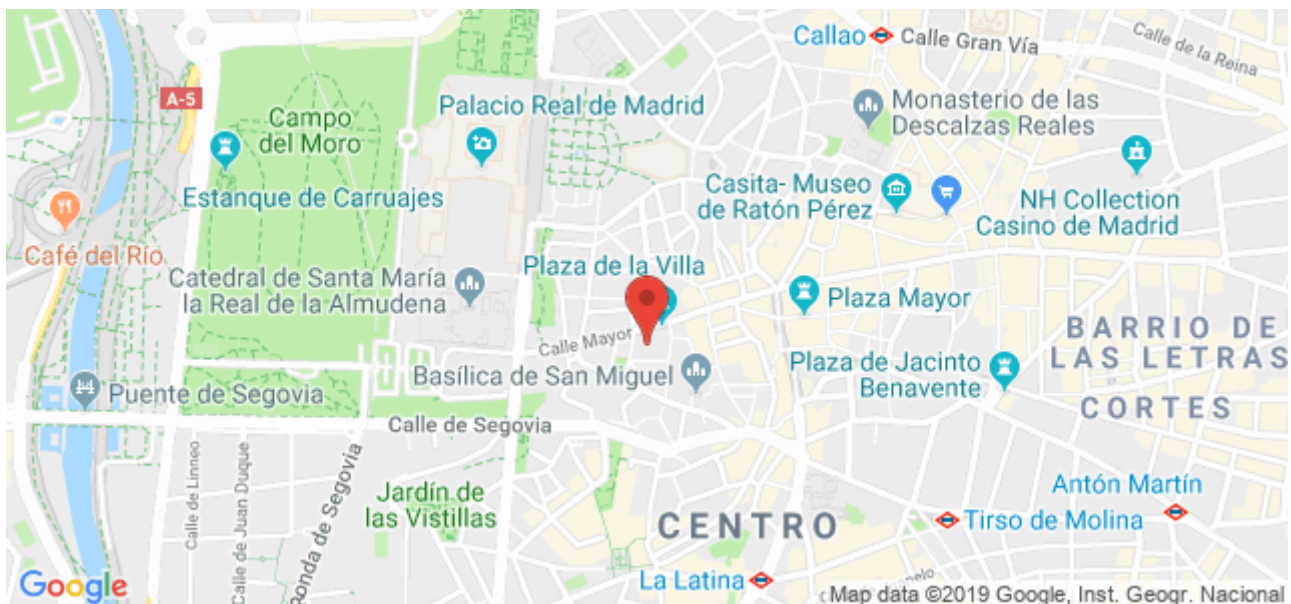 Callao
Calle Gran Vía
Calle de la Reina
A-5
Campo
del Moro
Palacio Real de Madrid
Monasterio de las
Descalzas Reales
Estanque de Carruajes
Casita- Museo
de Ratón Pérez
NH Collection
Casino de Madrid
Café del Río
Catedral de Santa María
la Real de la Almudena
Plaza de la Villa
Plaza Mayor
Calle Mayor
BARRIO DE
LAS LETRAS
CORTES
Basílica de San Miguel
Plaza de Jacinto
Benavente
Puente de Segovia
Calle de Segovia
Calle de Linneo
Calle de Juan Duque
Ronda de Segovia
Jardín de
las Vistillas
CENTRO
Antón Martín
Tirso de Molina
La Latina
Google
Map data ©2019 Google, Inst. Geogr. Nacional